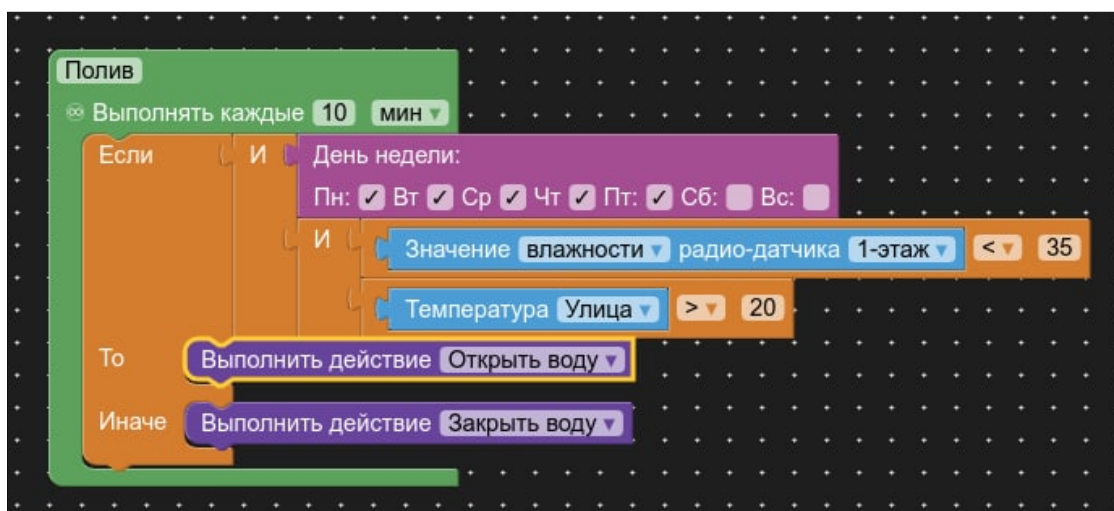 Полив
Выполнять каждые 10 мин
Если И День недели:
Пн: Вт Ср Чт Пт: Сб: Вс:
И Значение влажности радио-датчика 1-этаж < 35
Температура Улица > 20
То Выполнить действие Открыть воду
Иначе Выполнить действие Закрыть воду